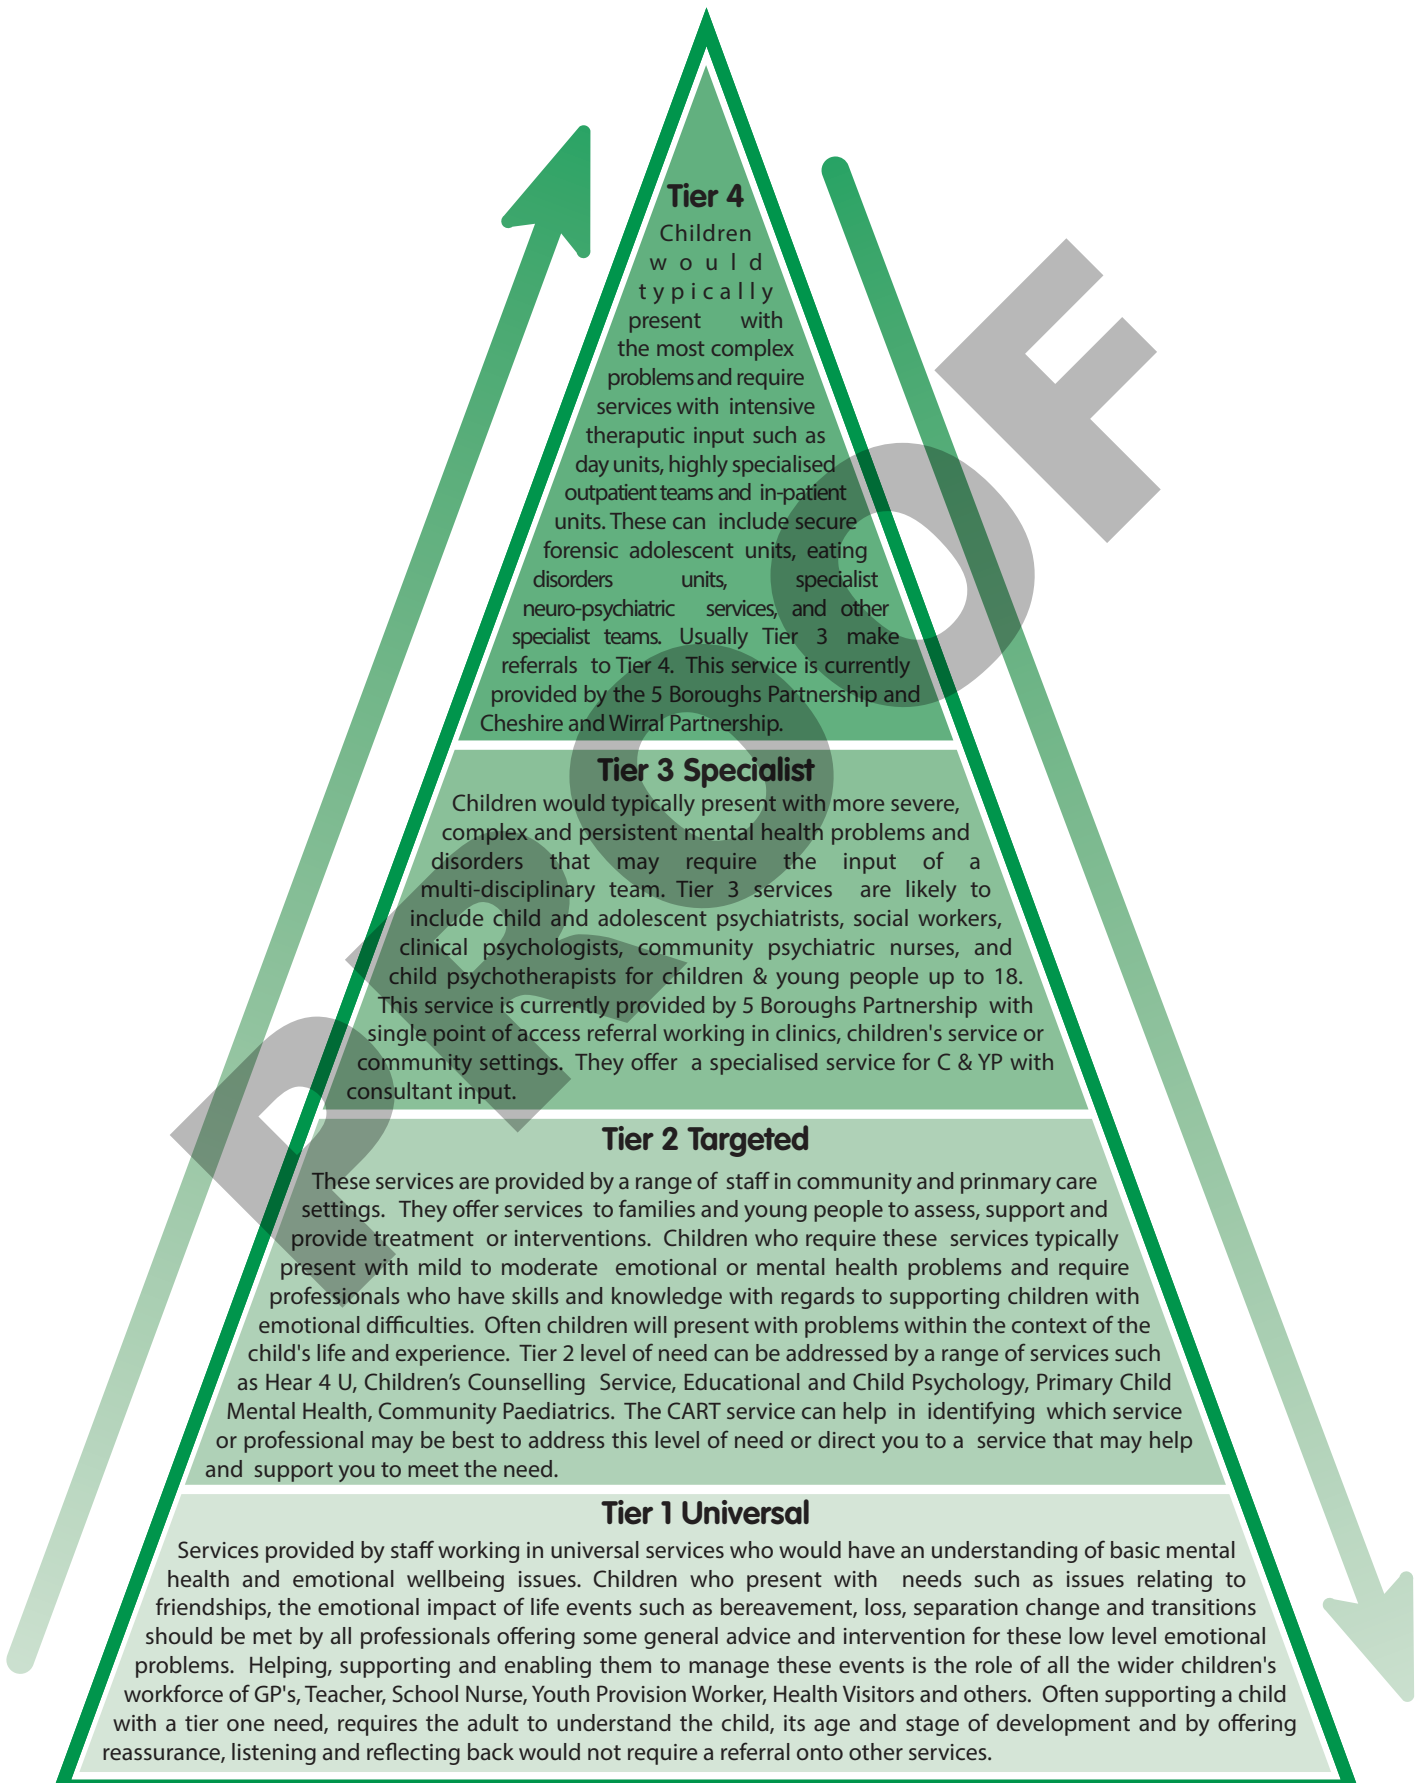 Tier 4
Children
would
typically
present with
the most complex
problems and require
services with intensive
theraputic input such as
day units, highly specialised
outpatient teams and in-patient
units. These can include secure
forensic adolescent units, eating
disorders units, specialist
neuro-psychiatric services, and other
specialist teams. Usually Tier 3 make
referrals to Tier 4. This service is currently
provided by the 5 Boroughs Partnership and
Cheshire and Wirral Partnership.
Tier 3 Specialist
Children would typically present with more severe,
complex and persistent mental health problems and
disorders that may require the input of a
multi-disciplinary team. Tier 3 services are likely to
include child and adolescent psychiatrists, social workers,
clinical psychologists, community psychiatric nurses, and
child psychotherapists for children & young people up to 18.
This service is currently provided by 5 Boroughs Partnership with
single point of access referral working in clinics, children's service or
community settings. They offer a specialised service for C & YP with
consultant input.
Tier 2 Targeted
These services are provided by a range of staff in community and prinmary care
settings. They offer services to families and young people to assess, support and
provide treatment or interventions. Children who require these services typically
present with mild to moderate emotional or mental health problems and require
professionals who have skills and knowledge with regards to supporting children with
emotional difficulties. Often children will present with problems within the context of the
child's life and experience. Tier 2 level of need can be addressed by a range of services such
as Hear 4 U, Children’s Counselling Service, Educational and Child Psychology, Primary Child
Mental Health, Community Paediatrics. The CART service can help in identifying which service
or professional may be best to address this level of need or direct you to a service that may help
and support you to meet the need.
Tier 1 Universal
Services provided by staff working in universal services who would have an understanding of basic mental
health and emotional wellbeing issues. Children who present with needs such as issues relating to
friendships, the emotional impact of life events such as bereavement, loss, separation change and transitions
should be met by all professionals offering some general advice and intervention for these low level emotional
problems. Helping, supporting and enabling them to manage these events is the role of all the wider children's
workforce of GP's, Teacher, School Nurse, Youth Provision Worker, Health Visitors and others. Often supporting a child
with a tier one need, requires the adult to understand the child, its age and stage of development and by offering
reassurance, listening and reflecting back would not require a referral onto other services.
PROOF